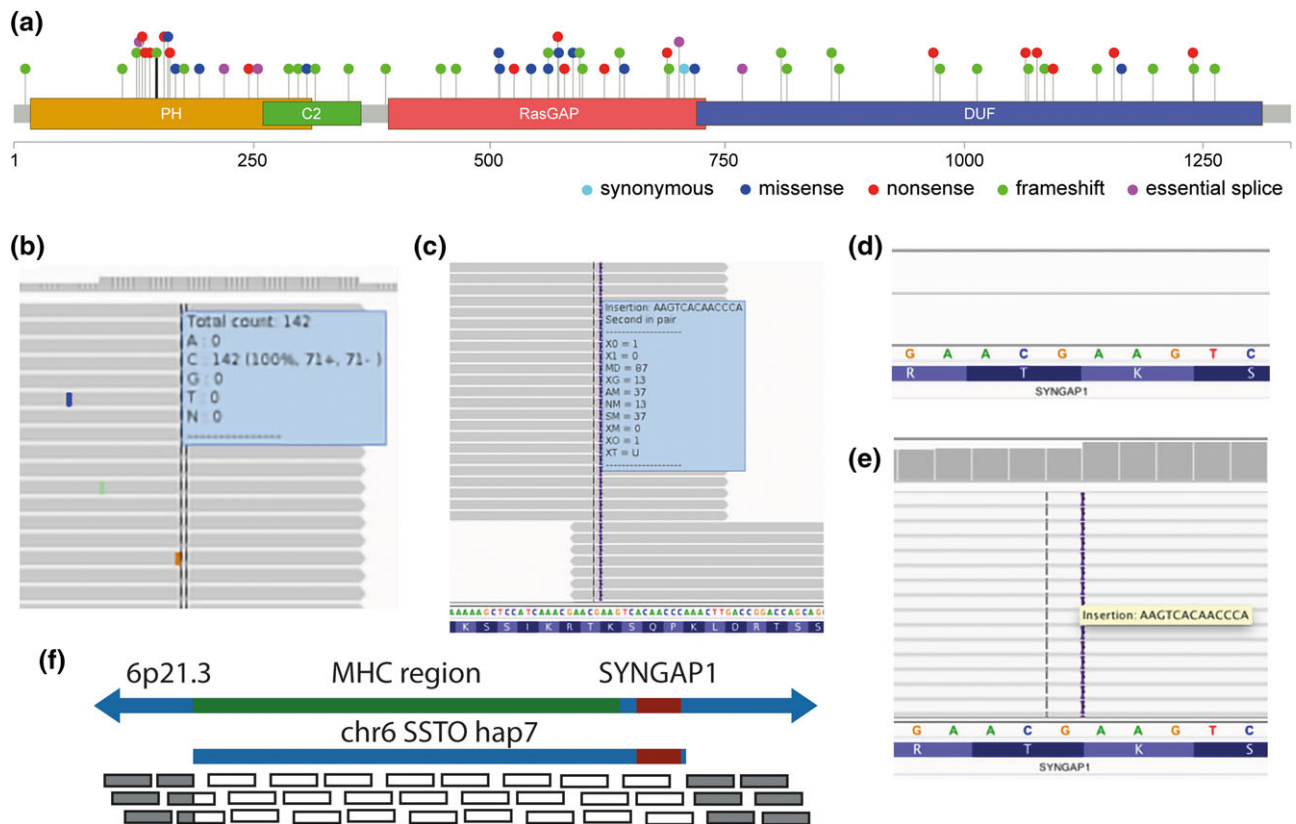 (a)
PH
C2
RasGAP
DUF
1
250
500
750
1000
1250
synonymous
missense
nonsense
frameshift
essential splice
(b)
Total count: 142
A : 0
C : 142 (100%, 71+, 71- )
G : 0
T : 0
N : 0
---------------
(c)
Insertion: AAGTCACAACCCA
Second in pair
--------------------
X0 = 1
X1 = 0
MD = 87
XG = 13
AM = 37
NM = 13
SM = 37
XM = 0
XO = 1
XT = U
--------------------
AAAAAGCTCCATCAAACGAACGAAGTCACAACCCAAACTTGACCGGACCAGCAG
K S S I K R T K S Q P K L D R T S S
(d)
G A A C G A A G T C
R T K S
SYNGAP1
(e)
Insertion: AAGTCACAACCCA
G A A C G A A G T C
R T K S
SYNGAP1
(f)
6p21.3 MHC region SYNGAP1
chr6 SSTO hap7